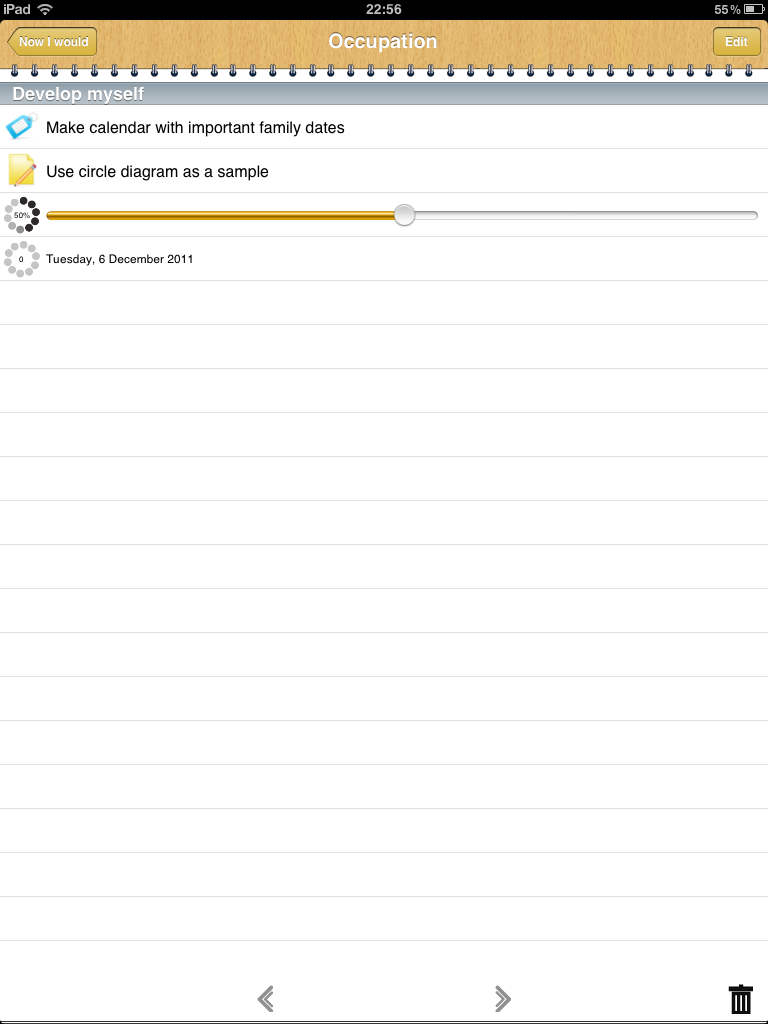 iPad 22:56 55%
Now I would Occupation Edit
Develop myself
Make calendar with important family dates
Use circle diagram as a sample
50%
0 Tuesday, 6 December 2011